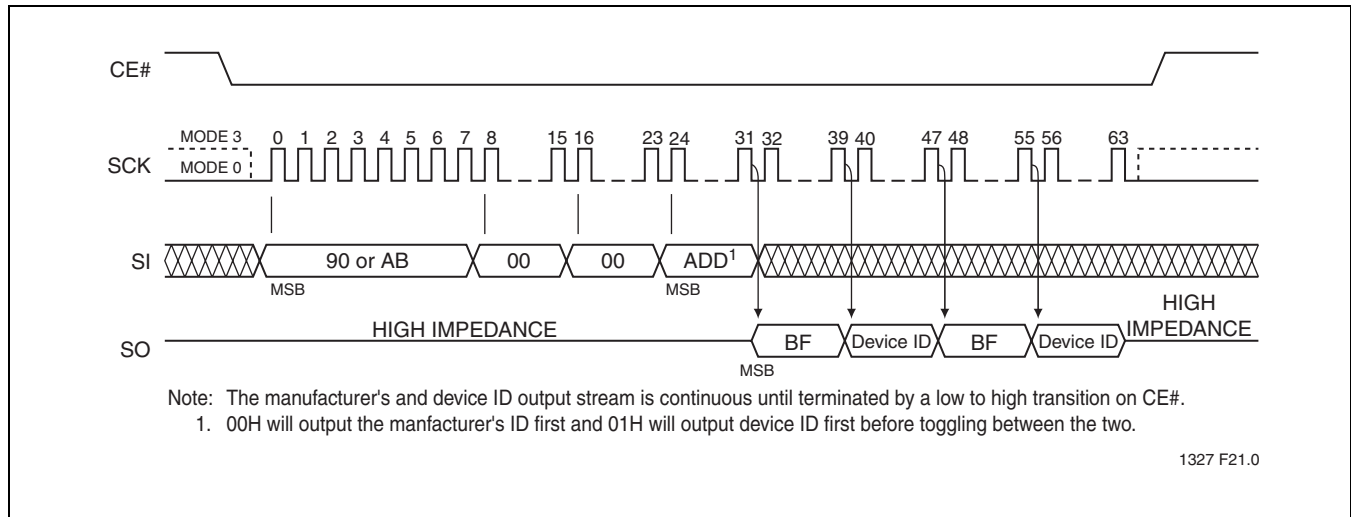 CE#
MODE 3 0 1 2 3 4 5 6 7 8 15 16 23 24 31 32 39 40 47 48 55 56 63
SCK MODE 0
SI 90 or AB 00 00 ADD1
MSB MSB
HIGH IMPEDANCE HIGH IMPEDANCE
SO BF Device ID BF Device ID
MSB
Note: The manufacturer's and device ID output stream is continuous until terminated by a low to high transition on CE#.
1. 00H will output the manfacturer's ID first and 01H will output device ID first before toggling between the two.
1327 F21.0